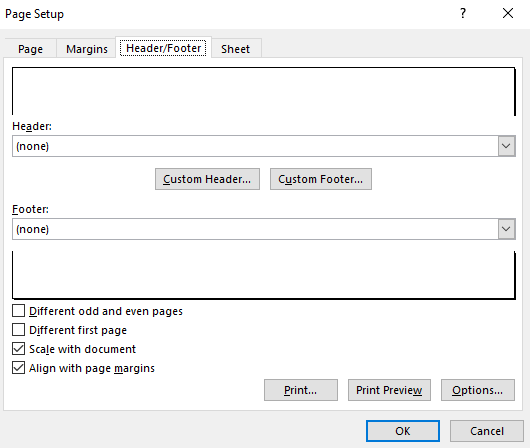 Page Setup ? ×
Page Margins Header/Footer Sheet
Header:
(none)
Custom Header... Custom Footer...
Footer:
(none)
Different odd and even pages
Different first page
Scale with document
Align with page margins
Print... Print Preview Options...
OK Cancel